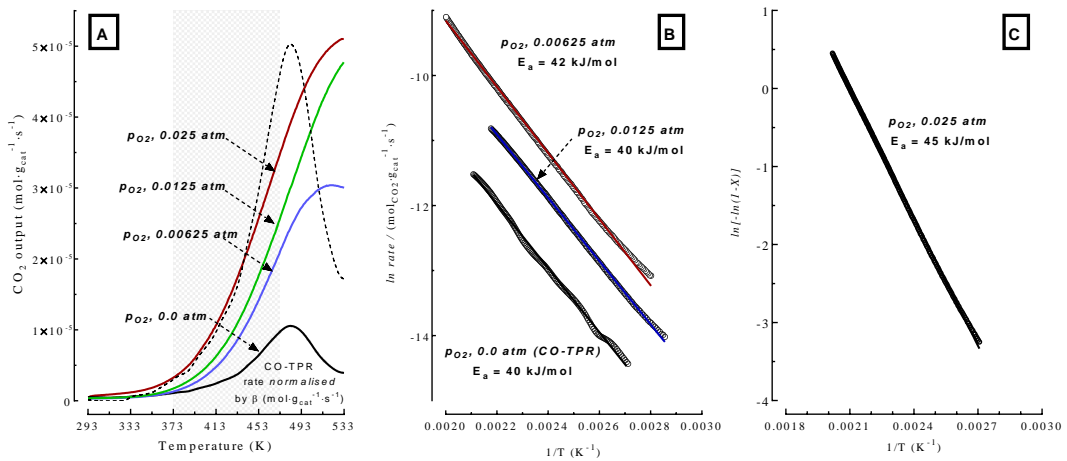 A
5×10⁻⁵
4×10⁻⁵
3×10⁻⁵
2×10⁻⁵
1×10⁻⁵
0
CO₂ output (mol·g_cat⁻¹·s⁻¹)
p_O2, 0.025 atm
p_O2, 0.0125 atm
p_O2, 0.00625 atm
p_O2, 0.0 atm
CO-TPR
rate normalised
by β (mol·g_cat⁻¹·s⁻¹)
293 333 373 413 453 493 533
Temperature (K)
B
-10
-12
-14
ln rate / (mol_CO2·g_cat⁻¹·s⁻¹)
p_O2, 0.00625 atm
E_a = 42 kJ/mol
p_O2, 0.0125 atm
E_a = 40 kJ/mol
p_O2, 0.0 atm (CO-TPR)
E_a = 40 kJ/mol
0.0020 0.0022 0.0024 0.0026 0.0028 0.0030
1/T (K⁻¹)
C
1
0
-1
-2
-3
-4
ln[-ln(1-X)]
p_O2, 0.025 atm
E_a = 45 kJ/mol
0.0018 0.0021 0.0024 0.0027 0.0030
1/T (K⁻¹)